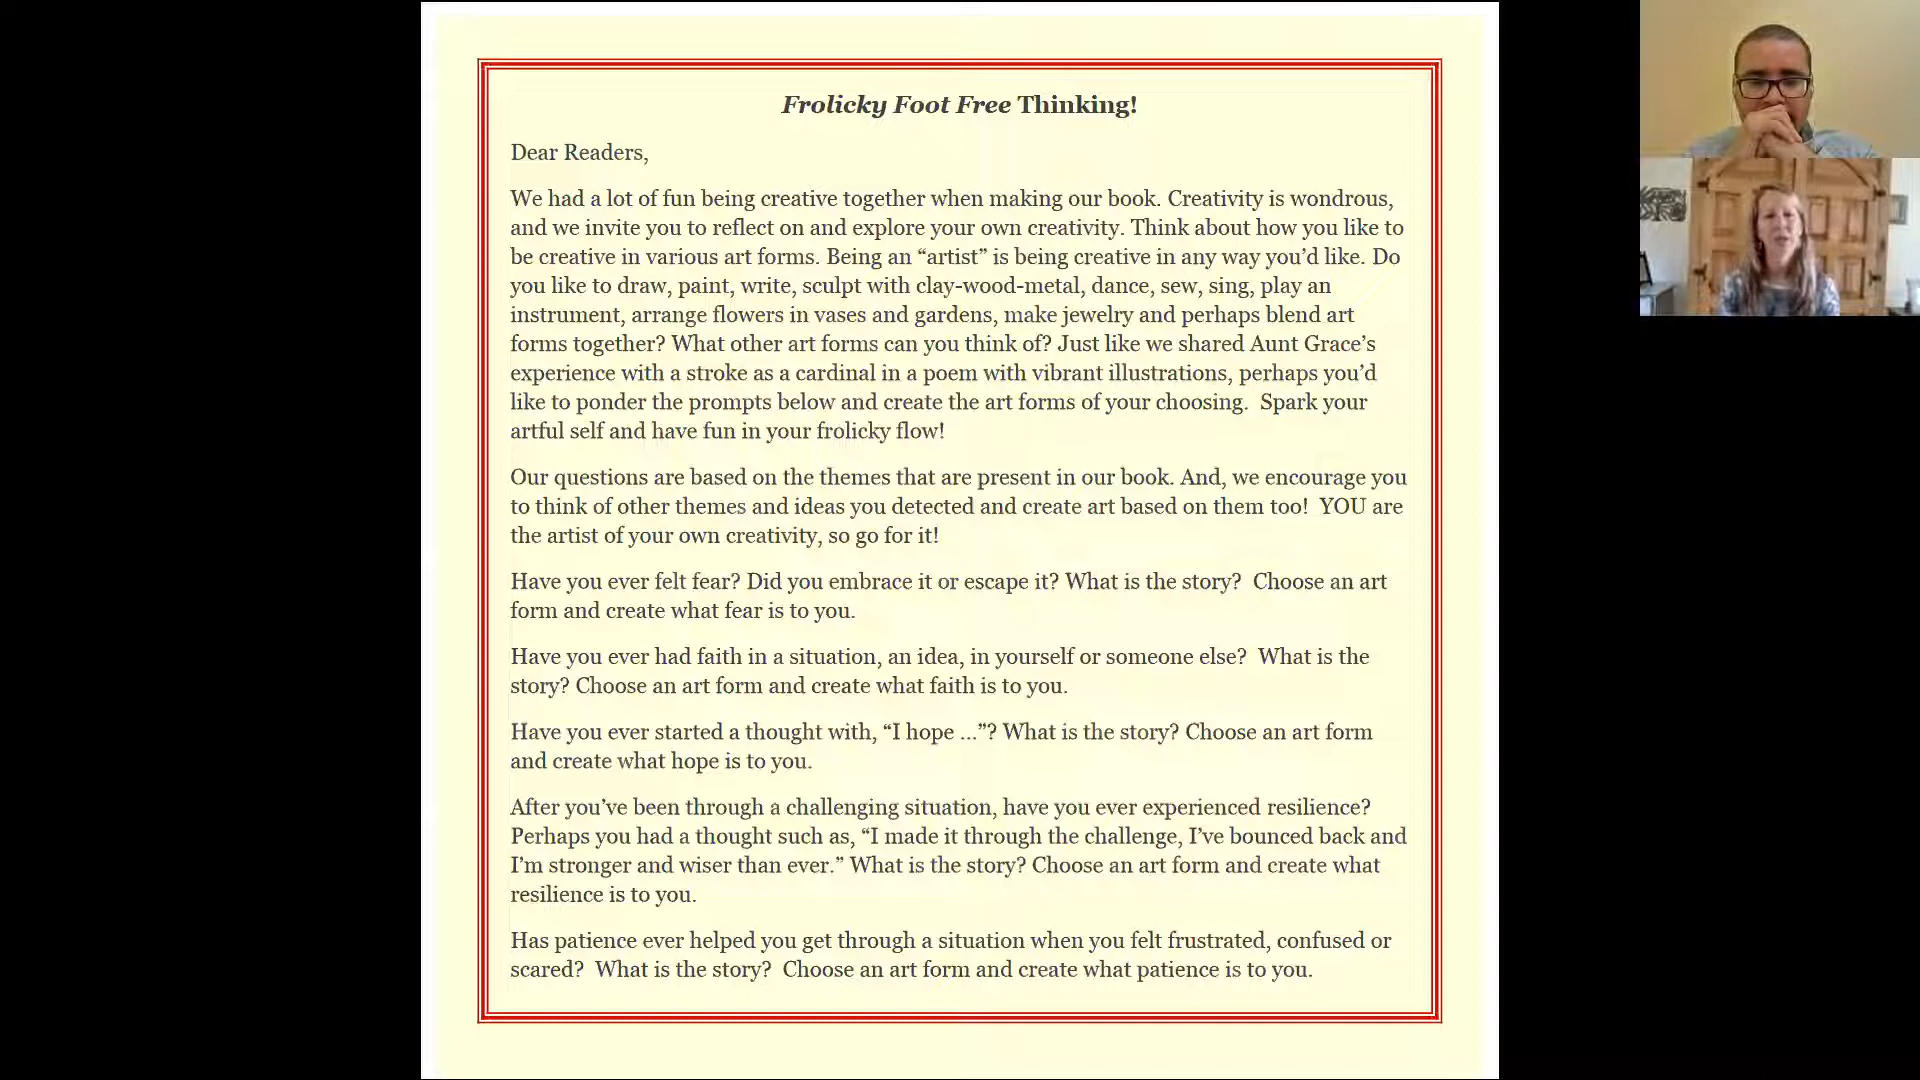 Frolicky Foot Free Thinking!
Dear Readers,
We had a lot of fun being creative together when making our book. Creativity is wondrous,
and we invite you to reflect on and explore your own creativity. Think about how you like to
be creative in various art forms. Being an “artist” is being creative in any way you’d like. Do
you like to draw, paint, write, sculpt with clay-wood-metal, dance, sew, sing, play an
instrument, arrange flowers in vases and gardens, make jewelry and perhaps blend art
forms together? What other art forms can you think of? Just like we shared Aunt Grace’s
experience with a stroke as a cardinal in a poem with vibrant illustrations, perhaps you’d
like to ponder the prompts below and create the art forms of your choosing.  Spark your
artful self and have fun in your frolicky flow!
Our questions are based on the themes that are present in our book. And, we encourage you
to think of other themes and ideas you detected and create art based on them too!  YOU are
the artist of your own creativity, so go for it!
Have you ever felt fear? Did you embrace it or escape it? What is the story?  Choose an art
form and create what fear is to you.
Have you ever had faith in a situation, an idea, in yourself or someone else?  What is the
story? Choose an art form and create what faith is to you.
Have you ever started a thought with, “I hope ...”? What is the story? Choose an art form
and create what hope is to you.
After you’ve been through a challenging situation, have you ever experienced resilience?
Perhaps you had a thought such as, “I made it through the challenge, I’ve bounced back and
I’m stronger and wiser than ever.” What is the story? Choose an art form and create what
resilience is to you.
Has patience ever helped you get through a situation when you felt frustrated, confused or
scared?  What is the story?  Choose an art form and create what patience is to you.